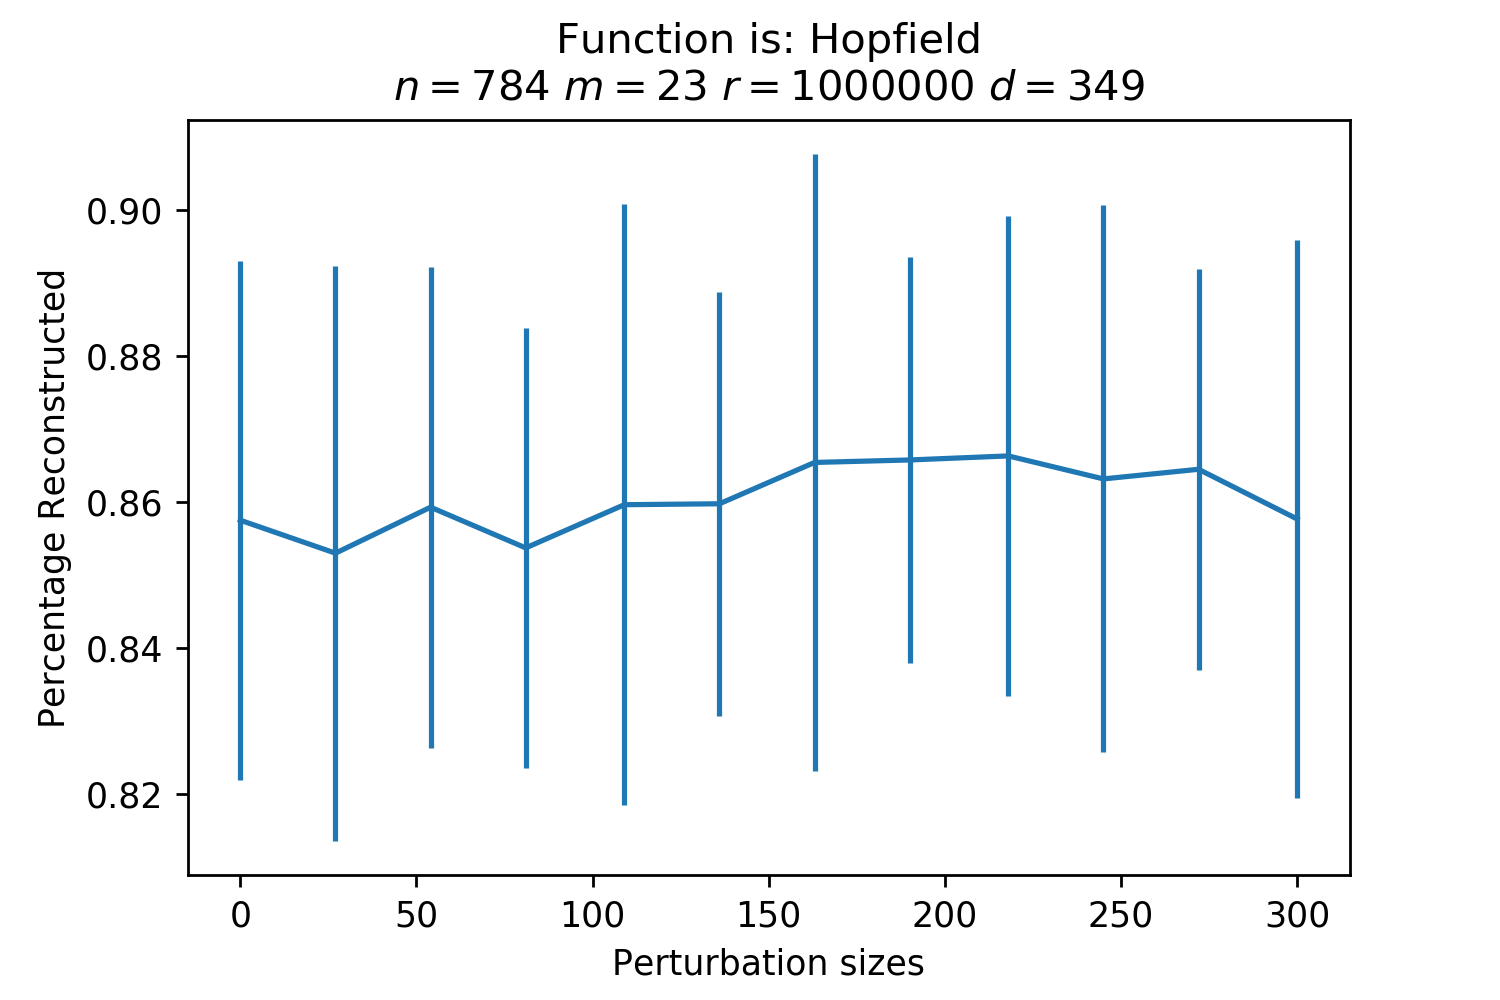 Function is: Hopfield
n = 784 m = 23 r = 1000000 d = 349
Percentage Reconstructed
0.90
0.88
0.86
0.84
0.82
0 50 100 150 200 250 300
Perturbation sizes